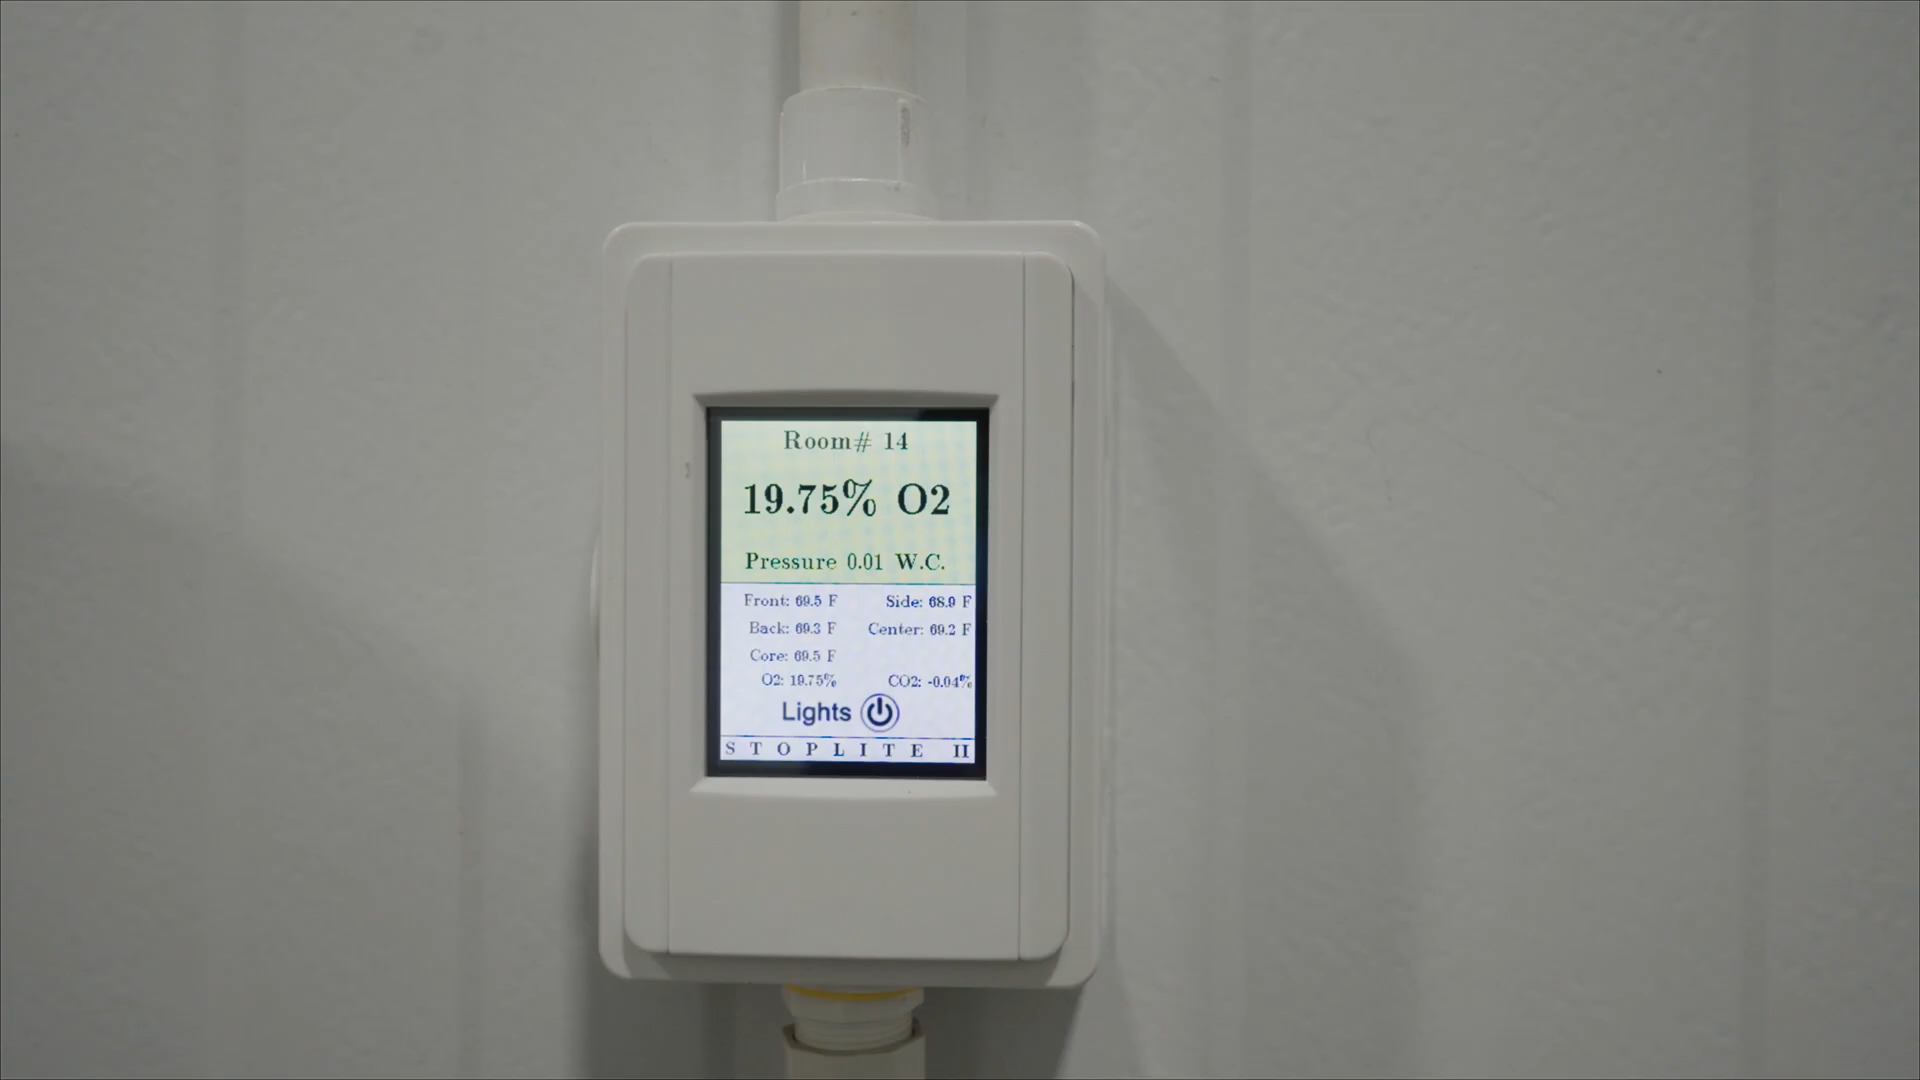 Room# 14
19.75% O2
Pressure 0.01 W.C.
Front: 69.5 F Side: 68.9 F
Back: 69.3 F Center: 69.2 F
Core: 69.5 F
O2: 19.75% CO2: -0.04%
Lights
STOPLITE II